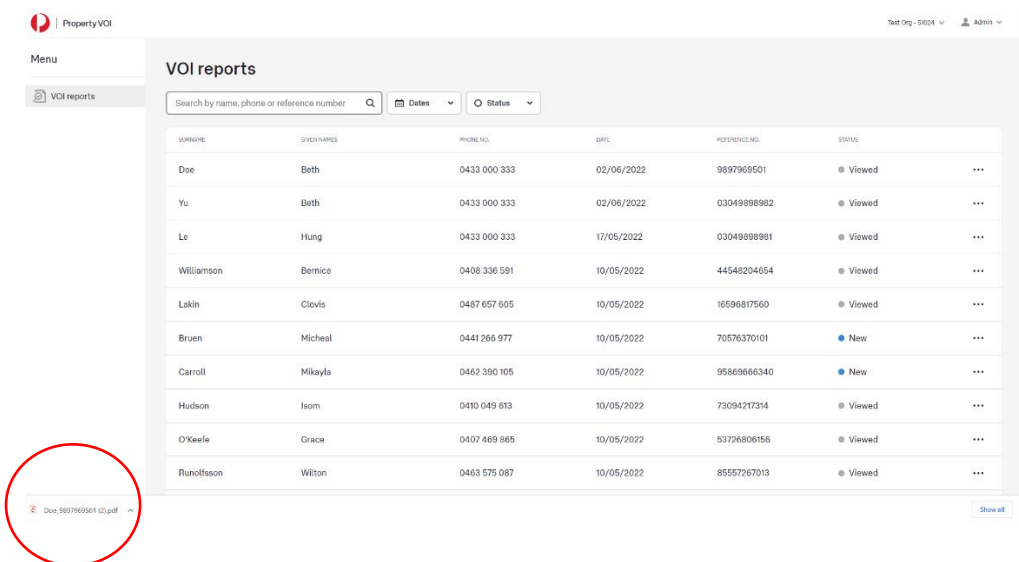 Property VOI
Test Org - 51024
Admin
Menu
VOI reports
VOI reports
Search by name, phone or reference number
Dates
Status
SURNAME GIVEN NAMES PHONE NO. DATE REFERENCE NO. STATUS
Doe Beth 0433 000 333 02/06/2022 9897969501 Viewed
Yu Beth 0433 000 333 02/06/2022 03049898982 Viewed
Le Hung 0433 000 333 17/05/2022 03049898981 Viewed
Williamson Bernice 0408 336 591 10/05/2022 44548204654 Viewed
Lakin Clovis 0487 657 605 10/05/2022 16596817560 Viewed
Bruen Micheal 0441 266 977 10/05/2022 70576370101 New
Carroll Mikayla 0462 390 105 10/05/2022 95869666340 New
Hudson Isom 0410 049 613 10/05/2022 73094217314 Viewed
O'Keefe Grace 0407 469 865 10/05/2022 53726806156 Viewed
Runolfsson Wilton 0463 575 087 10/05/2022 85557267013 Viewed
Doe_9897969501 (2).pdf
Show all